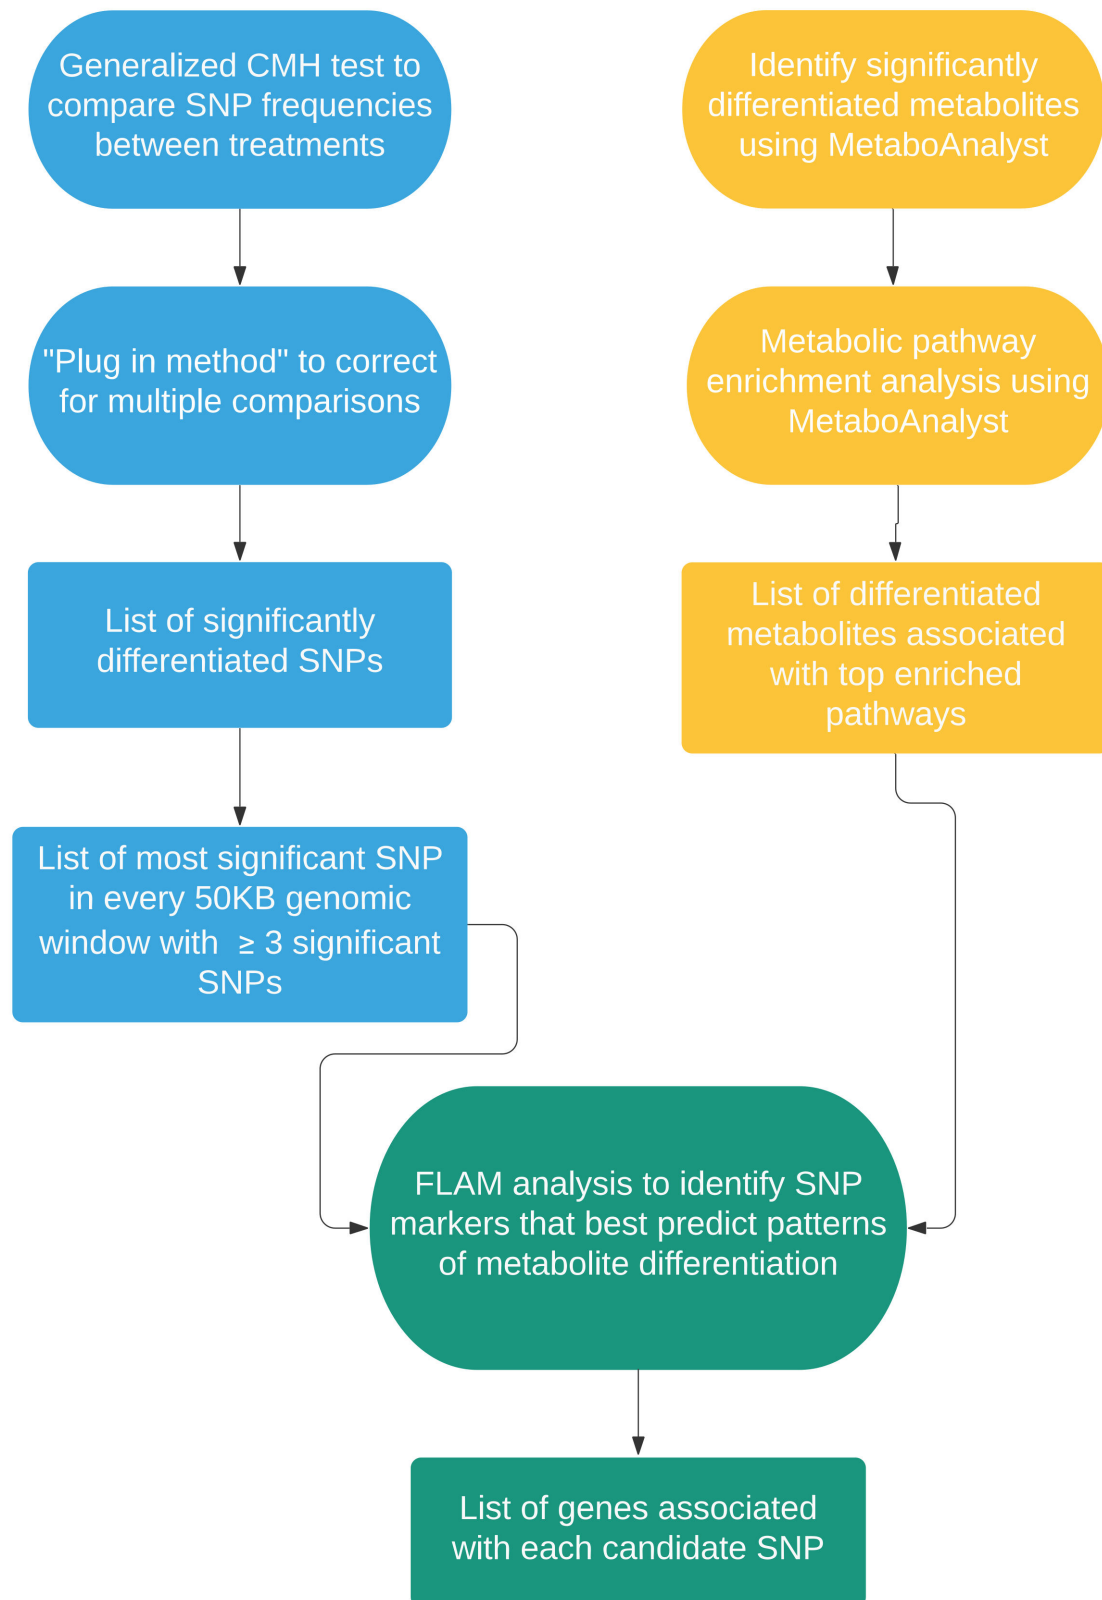 Generalized CMH test to
compare SNP frequencies
between treatments
"Plug in method" to correct
for multiple comparisons
List of significantly
differentiated SNPs
List of most significant SNP
in every 50KB genomic
window with ≥ 3 significant
SNPs
Identify significantly
differentiated metabolites
using MetaboAnalyst
Metabolic pathway
enrichment analysis using
MetaboAnalyst
List of differentiated
metabolites associated
with top enriched
pathways
FLAM analysis to identify SNP
markers that best predict patterns
of metabolite differentiation
List of genes associated
with each candidate SNP